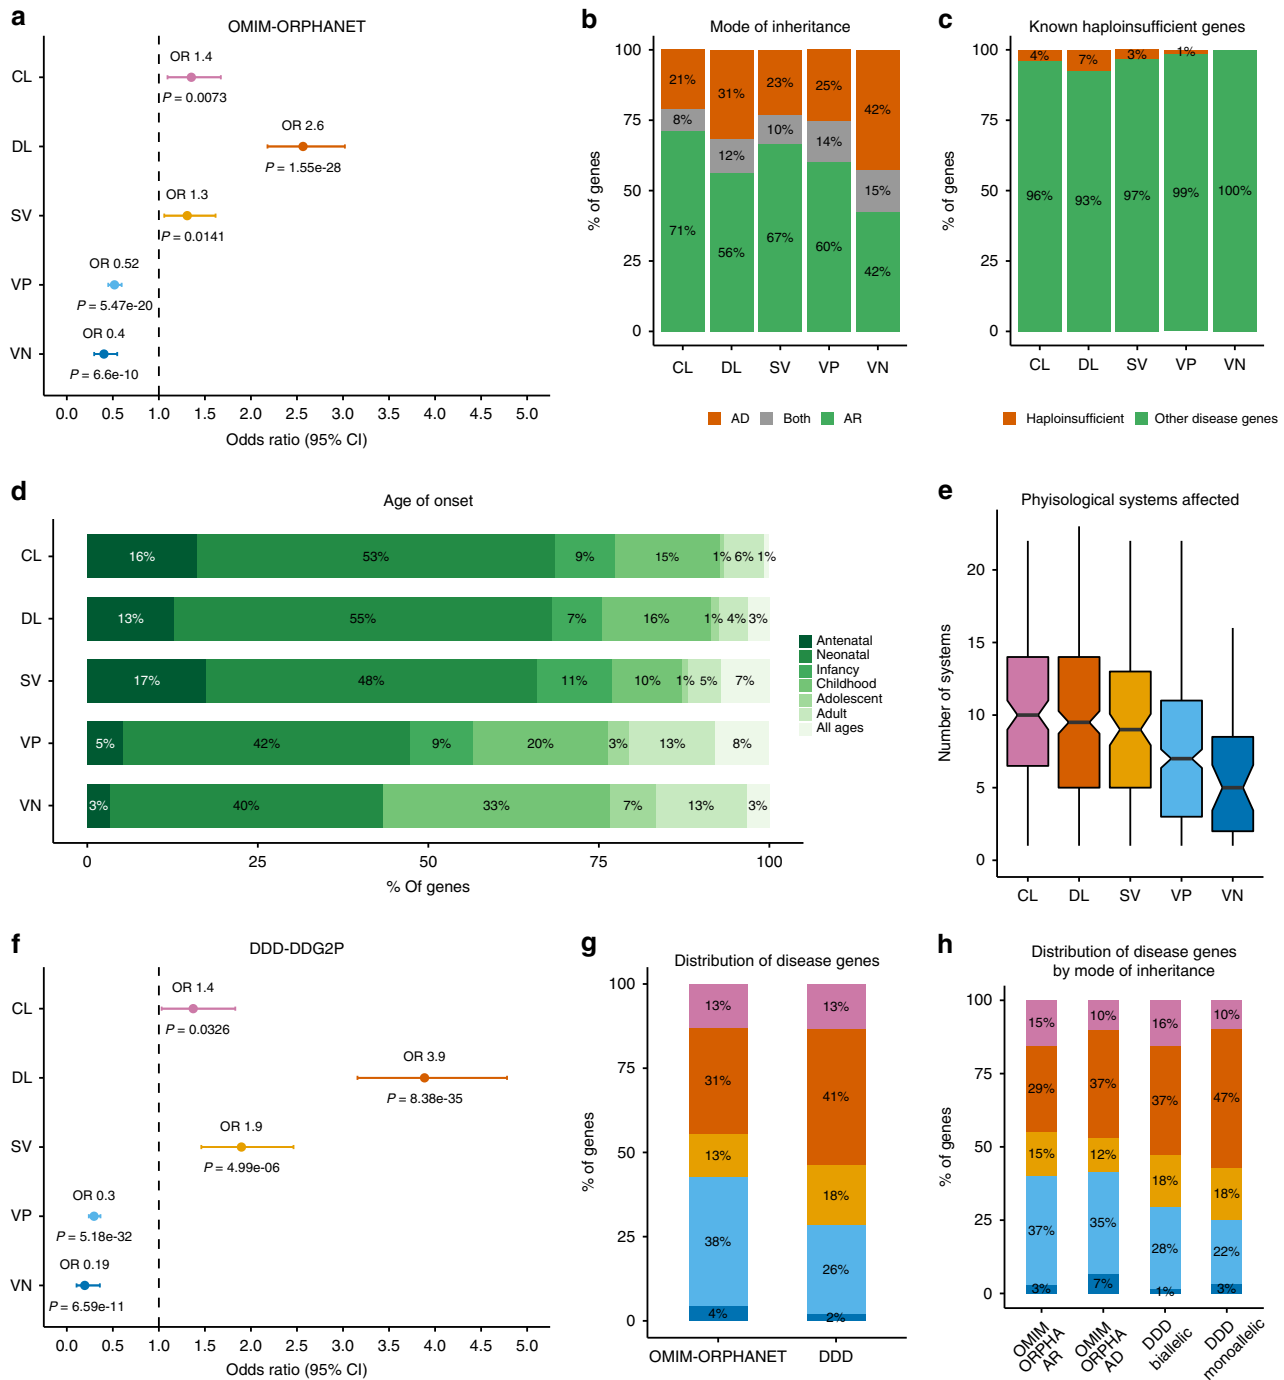 a
OMIM-ORPHANET
CL
OR 1.4
P = 0.0073
DL
OR 2.6
P = 1.55e-28
SV
OR 1.3
P = 0.0141
VP
OR 0.52
P = 5.47e-20
VN
OR 0.4
P = 6.6e-10
0.0 0.5 1.0 1.5 2.0 2.5 3.0 3.5 4.0 4.5 5.0
Odds ratio (95% CI)
b
Mode of inheritance
% of genes
100
75
50
25
0
21% 31% 23% 25% 42%
8% 12% 10% 14% 15%
71% 56% 67% 60% 42%
CL DL SV VP VN
AD Both AR
c
Known haploinsufficient genes
% of genes
100
75
50
25
0
4% 7% 3% 1%
96% 93% 97% 99% 100%
CL DL SV VP VN
Haploinsufficient Other disease genes
d
Age of onset
CL
16% 53% 9% 15% 1% 6% 1%
DL
13% 55% 7% 16% 1% 4% 3%
SV
17% 48% 11% 10% 1% 5% 7%
VP
5% 42% 9% 20% 3% 13% 8%
VN
3% 40% 33% 7% 13% 3%
0 25 50 75 100
% Of genes
Antenatal
Neonatal
Infancy
Childhood
Adolescent
Adult
All ages
e
Phyisological systems affected
Number of systems
20
15
10
5
0
CL DL SV VP VN
f
DDD-DDG2P
CL
OR 1.4
P = 0.0326
DL
OR 3.9
P = 8.38e-35
SV
OR 1.9
P = 4.99e-06
VP
OR 0.3
P = 5.18e-32
VN
OR 0.19
P = 6.59e-11
0.0 0.5 1.0 1.5 2.0 2.5 3.0 3.5 4.0 4.5 5.0
Odds ratio (95% CI)
g
Distribution of disease genes
% of genes
100
75
50
25
0
13% 13%
31% 41%
13% 18%
38% 26%
4% 2%
OMIM-ORPHANET DDD
h
Distribution of disease genes
by mode of inheritance
% of genes
100
75
50
25
0
15% 10% 16% 10%
29% 37% 37% 47%
15% 12% 18% 18%
37% 35% 28% 22%
3% 7% 1% 3%
OMIM
ORPHA
AR
OMIM
ORPHA
AD
DDD
biallelic
DDD
monoallelic